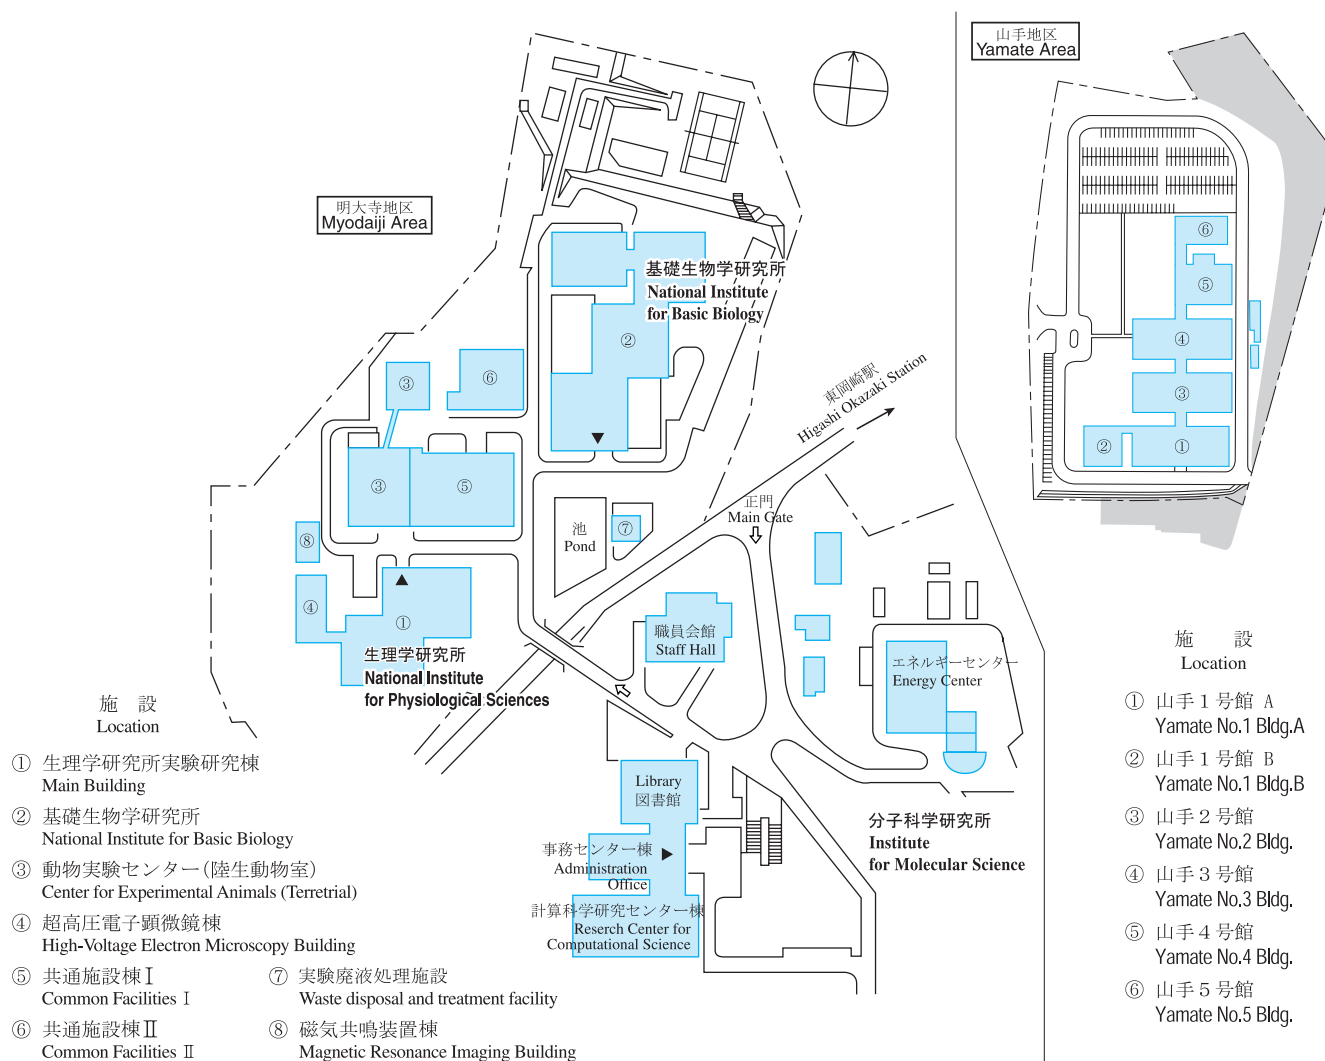 山手地区
Yamate Area
明大寺地区
Myodaiji Area
⑥
⑤
④
③
②
①
基礎生物学研究所
National Institute
for Basic Biology
②
③
⑥
③
⑤
⑧
④
①
生理学研究所
National Institute
for Physiological Sciences
東岡崎駅
Higashi Okazaki Station
正門
Main Gate
池
Pond
⑦
職員会館
Staff Hall
エネルギーセンター
Energy Center
Library
図書館
事務センター棟
Administration
Office
計算科学研究センター棟
Reserch Center for
Computational Science
分子科学研究所
Institute
for Molecular Science
施 設
Location
① 生理学研究所実験研究棟
Main Building
② 基礎生物学研究所
National Institute for Basic Biology
③ 動物実験センター(陸生動物室)
Center for Experimental Animals (Terretrial)
④ 超高圧電子顕微鏡棟
High-Voltage Electron Microscopy Building
⑤ 共通施設棟Ⅰ
Common Facilities Ⅰ
⑥ 共通施設棟Ⅱ
Common Facilities Ⅱ
⑦ 実験廃液処理施設
Waste disposal and treatment facility
⑧ 磁気共鳴装置棟
Magnetic Resonance Imaging Building
施 設
Location
① 山手1号館 A
Yamate No.1 Bldg.A
② 山手1号館 B
Yamate No.1 Bldg.B
③ 山手2号館
Yamate No.2 Bldg.
④ 山手3号館
Yamate No.3 Bldg.
⑤ 山手4号館
Yamate No.4 Bldg.
⑥ 山手5号館
Yamate No.5 Bldg.